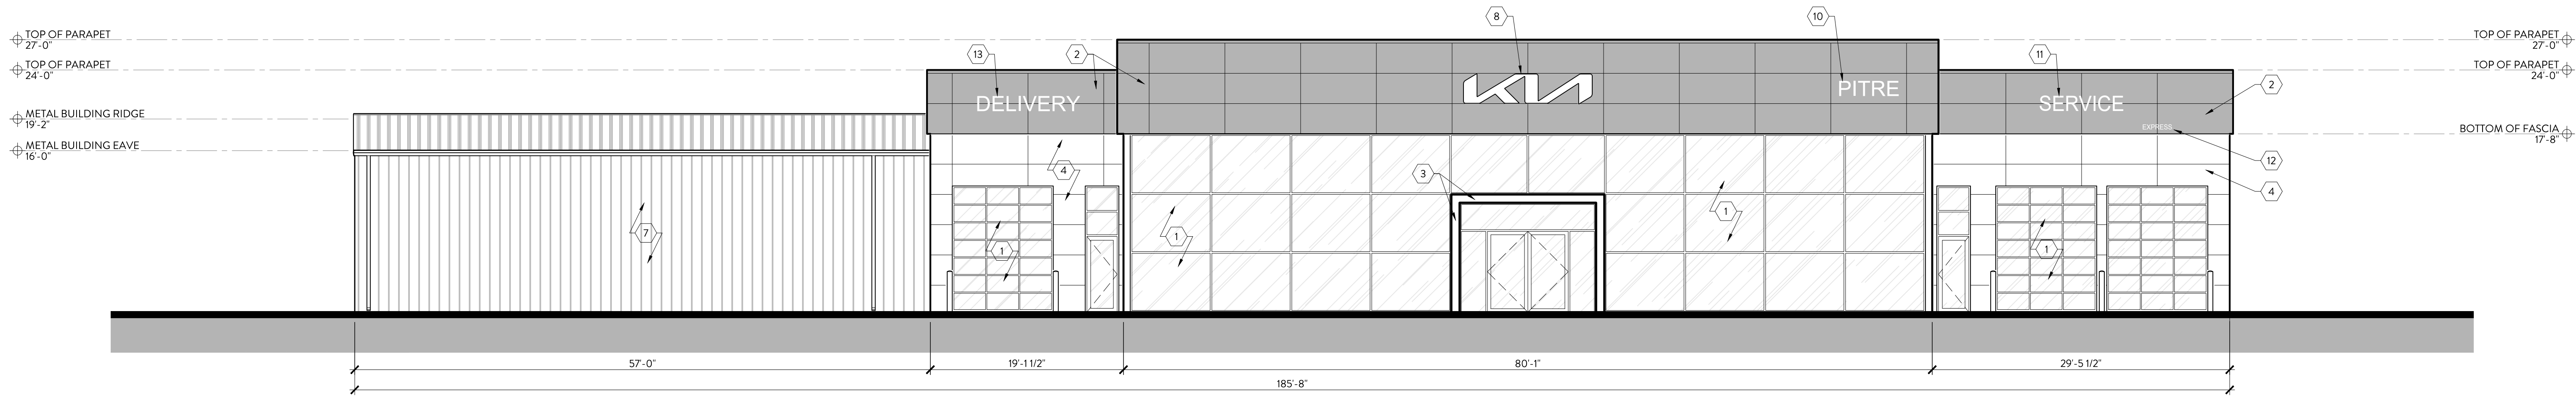 8
10
TOP OF PARAPET
27'-0"
TOP OF PARAPET
27'-0"
13
2
11
TOP OF PARAPET
24'-0"
TOP OF PARAPET
24'-0"
2
KIA
PITRE
DELIVERY
SERVICE
METAL BUILDING RIDGE
19'-2"
EXPRESS
BOTTOM OF FASCIA
17'-8"
METAL BUILDING EAVE
16'-0"
12
4
3
4
7
1
1
1
1
57'-0"
19'-1 1/2"
80'-1"
29'-5 1/2"
185'-8"